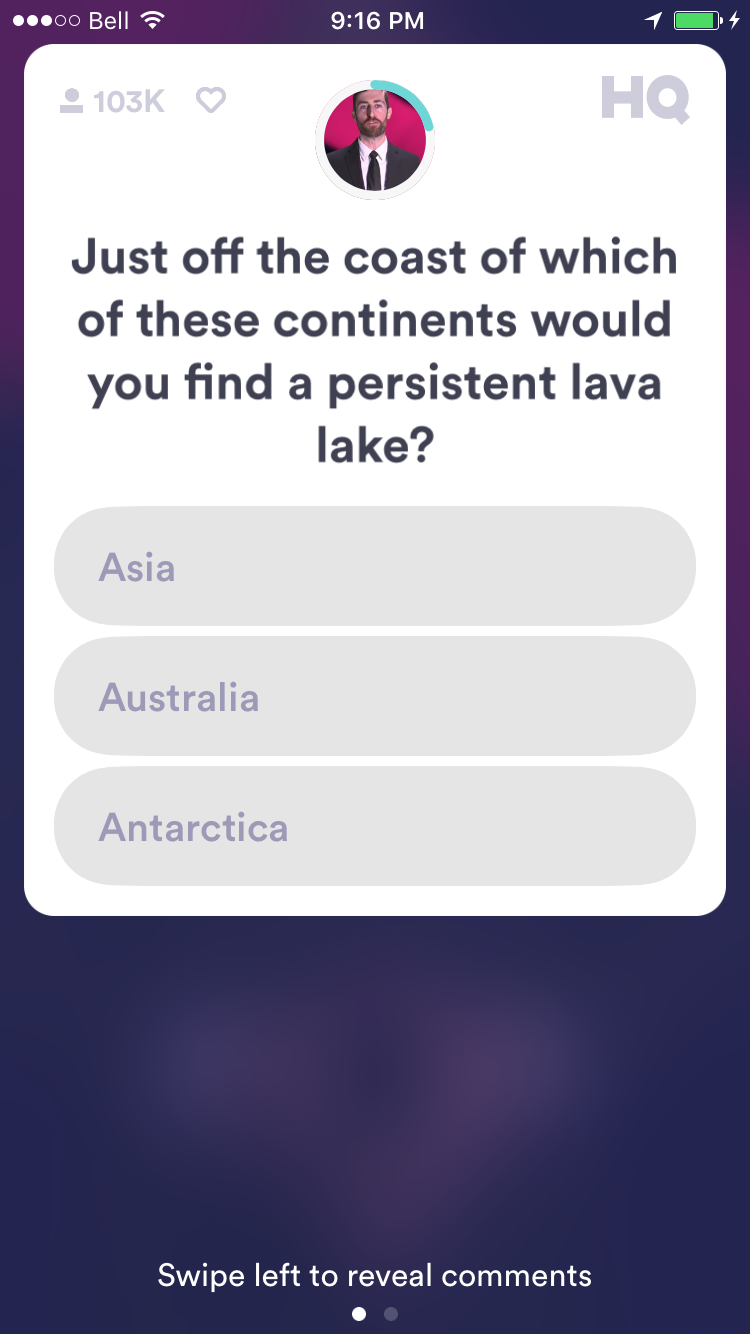 Bell 9:16 PM
103K HQ
Just off the coast of which
of these continents would
you find a persistent lava
lake?
Asia
Australia
Antarctica
Swipe left to reveal comments